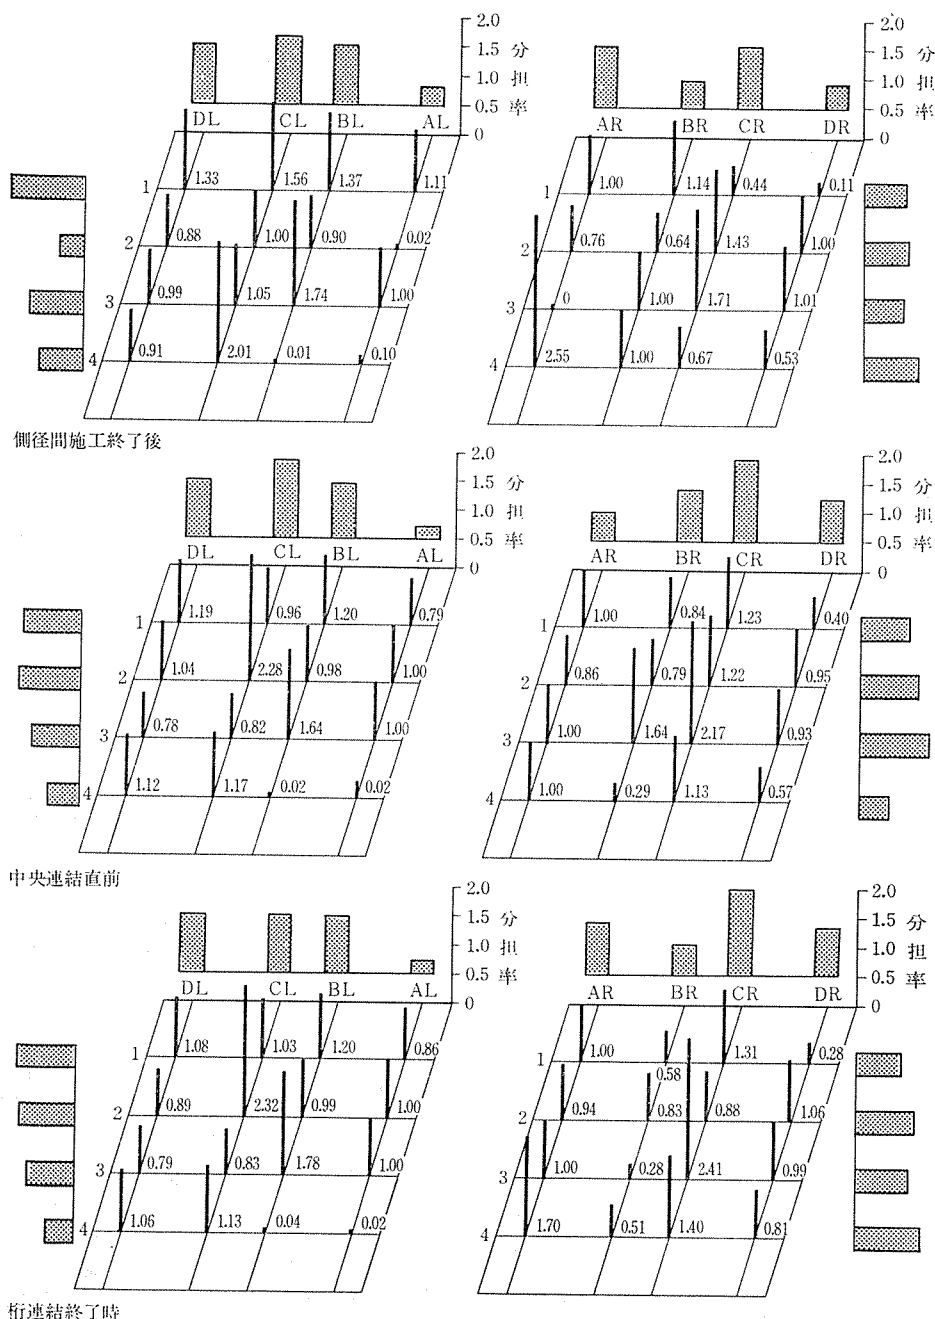 2.0
1.5 分
1.0 担
0.5 率
0
DL CL BL AL
1 1.33 1.56 1.37 1.11
2 0.88 1.00 0.90 0.02
3 0.99 1.05 1.74 1.00
4 0.91 2.01 0.01 0.10
2.0
1.5 分
1.0 担
0.5 率
0
AR BR CR DR
1 1.00 1.14 0.44 0.11
2 0.76 0.64 1.43 1.00
3 0 1.00 1.71 1.01
4 2.55 1.00 0.67 0.53
側径間施工終了後
2.0
1.5 分
1.0 担
0.5 率
0
DL CL BL AL
1 1.19 0.96 1.20 0.79
2 1.04 2.28 0.98 1.00
3 0.78 0.82 1.64 1.00
4 1.12 1.17 0.02 0.02
2.0
1.5 分
1.0 担
0.5 率
0
AR BR CR DR
1 1.00 0.84 1.23 0.40
2 0.86 0.79 1.22 0.95
3 1.00 1.64 2.17 0.93
4 1.00 0.29 1.13 0.57
中央連結直前
2.0
1.5 分
1.0 担
0.5 率
0
DL CL BL AL
1 1.08 1.03 1.20 0.86
2 0.89 2.32 0.99 1.00
3 0.79 0.83 1.78 1.00
4 1.06 1.13 0.04 0.02
2.0
1.5 分
1.0 担
0.5 率
0
AR BR CR DR
1 1.00 0.58 1.31 0.28
2 0.94 0.83 0.88 1.06
3 1.00 0.28 2.41 0.99
4 1.70 0.51 1.40 0.81
桁連結終了時